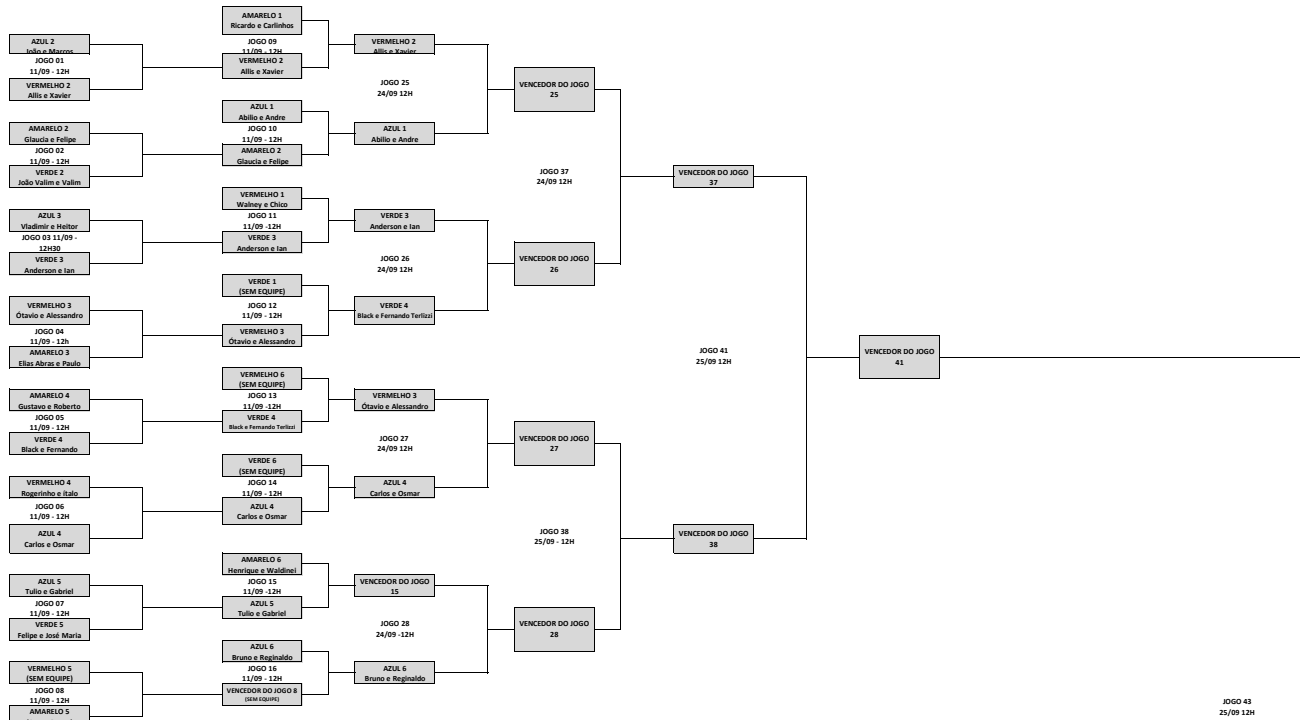 AZUL 2
João e Marcos
JOGO 01
11/09 - 12H
VERMELHO 2
Allis e Xavier
AMARELO 2
Glaucia e Felipe
JOGO 02
11/09 - 12H
VERDE 2
João Valim e Valim
AZUL 3
Vladimir e Heitor
JOGO 03 11/09 -
12H30
VERDE 3
Anderson e Ian
VERMELHO 3
Ótavio e Alessandro
JOGO 04
11/09 - 12h
AMARELO 3
Elias Abras e Paulo
AMARELO 4
Gustavo e Roberto
JOGO 05
11/09 - 12H
VERDE 4
Black e Fernando
VERMELHO 4
Rogerinho e ítalo
JOGO 06
11/09 - 12H
AZUL 4
Carlos e Osmar
AZUL 5
Tulio e Gabriel
JOGO 07
11/09 - 12H
VERDE 5
Felipe e José Maria
VERMELHO 5
(SEM EQUIPE)
JOGO 08
11/09 - 12H
AMARELO 5
AMARELO 1
Ricardo e Carlinhos
JOGO 09
11/09 - 12H
VERMELHO 2
Allis e Xavier
AZUL 1
Abilio e Andre
JOGO 10
11/09 - 12H
AMARELO 2
Glaucia e Felipe
VERMELHO 1
Walney e Chico
JOGO 11
11/09 -12H
VERDE 3
Anderson e Ian
VERDE 1
(SEM EQUIPE)
JOGO 12
11/09 - 12H
VERMELHO 3
Ótavio e Alessandro
VERMELHO 6
(SEM EQUIPE)
JOGO 13
11/09 -12H
VERDE 4
Black e Fernando Terlizzi
VERDE 6
(SEM EQUIPE)
JOGO 14
11/09 - 12H
AZUL 4
Carlos e Osmar
AMARELO 6
Henrique e Waldinei
JOGO 15
11/09 -12H
AZUL 5
Tulio e Gabriel
AZUL 6
Bruno e Reginaldo
JOGO 16
11/09 - 12H
VENCEDOR DO JOGO 8
(SEM EQUIPE)
VERMELHO 2
Allis e Xavier
JOGO 25
24/09 12H
AZUL 1
Abilio e Andre
VERDE 3
Anderson e Ian
JOGO 26
24/09 12H
VERDE 4
Black e Fernando Terlizzi
VERMELHO 3
Ótavio e Alessandro
JOGO 27
24/09 12H
AZUL 4
Carlos e Osmar
VENCEDOR DO JOGO
15
JOGO 28
24/09 -12H
AZUL 6
Bruno e Reginaldo
VENCEDOR DO JOGO
25
JOGO 37
24/09 12H
VENCEDOR DO JOGO
26
VENCEDOR DO JOGO
27
JOGO 38
25/09 - 12H
VENCEDOR DO JOGO
28
VENCEDOR DO JOGO
37
JOGO 41
25/09 12H
VENCEDOR DO JOGO
38
VENCEDOR DO JOGO
41
JOGO 43
25/09 12H